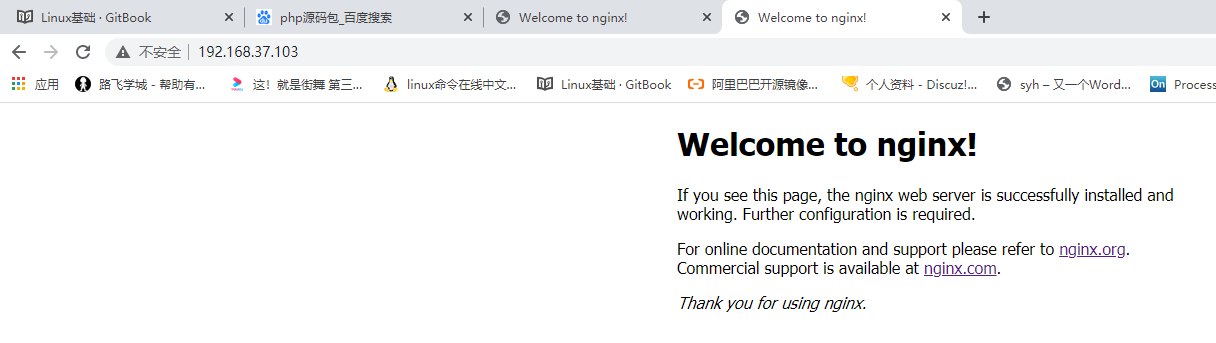 Linux基础 · GitBook
php源码包_百度搜索
Welcome to nginx!
Welcome to nginx!
不安全 192.168.37.103
应用
路飞学城 - 帮助有...
这！就是街舞 第三...
linux命令在线中文...
Linux基础 · GitBook
阿里巴巴开源镜像...
个人资料 - Discuz!...
syh – 又一个Word...
On Process
Welcome to nginx!
If you see this page, the nginx web server is successfully installed and
working. Further configuration is required.
For online documentation and support please refer to nginx.org.
Commercial support is available at nginx.com.
Thank you for using nginx.